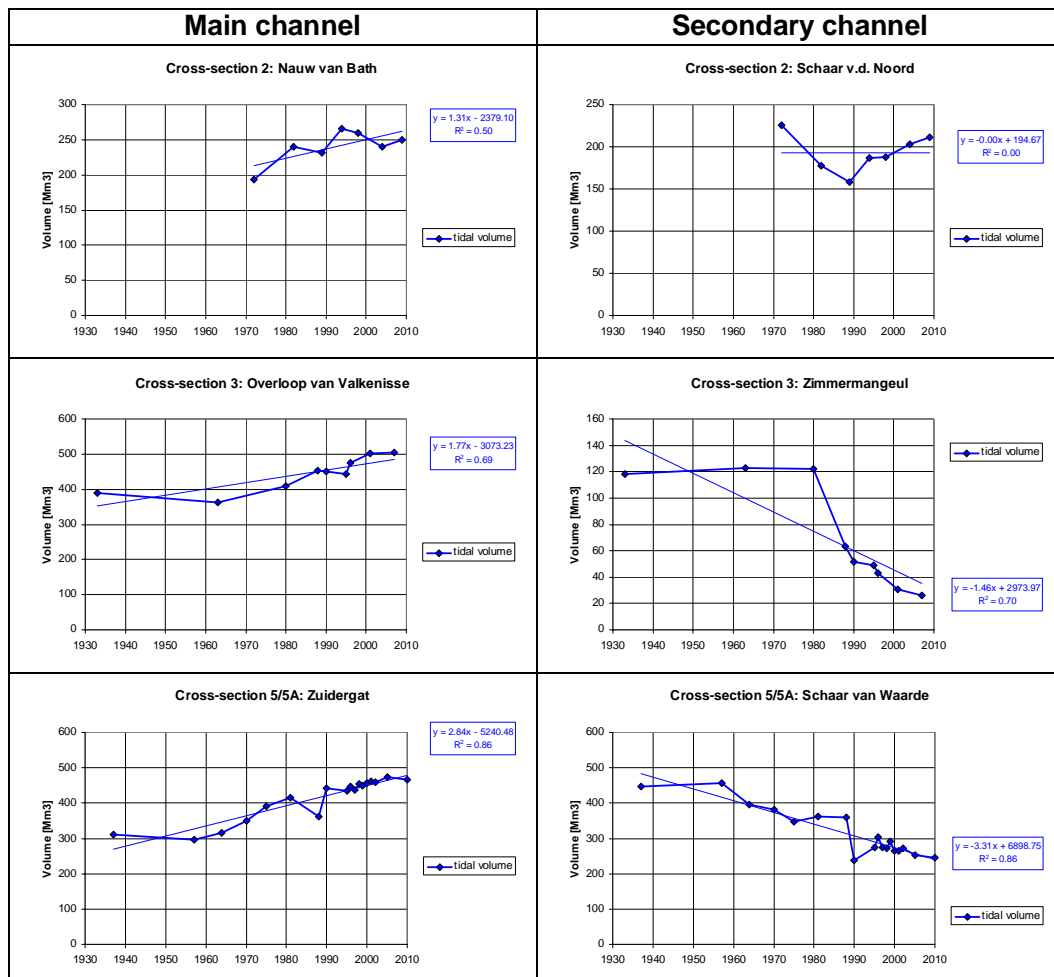 Main channel
Secondary channel
Cross-section 2: Nauw van Bath
Volume [Mm3]
300
250
200
150
100
50
0
1930 1940 1950 1960 1970 1980 1990 2000 2010
y = 1.31x - 2379.10
R² = 0.50
tidal volume
Cross-section 2: Schaar v.d. Noord
Volume [Mm3]
250
200
150
100
50
0
1930 1940 1950 1960 1970 1980 1990 2000 2010
y = -0.00x + 194.67
R² = 0.00
tidal volume
Cross-section 3: Overloop van Valkenisse
Volume [Mm3]
600
500
400
300
200
100
0
1930 1940 1950 1960 1970 1980 1990 2000 2010
y = 1.77x - 3073.23
R² = 0.69
tidal volume
Cross-section 3: Zimmermangeul
Volume [Mm3]
160
140
120
100
80
60
40
20
0
1930 1940 1950 1960 1970 1980 1990 2000 2010
tidal volume
y = -1.46x + 2973.97
R² = 0.70
Cross-section 5/5A: Zuidergat
Volume [Mm3]
600
500
400
300
200
100
0
1930 1940 1950 1960 1970 1980 1990 2000 2010
y = 2.84x - 5240.48
R² = 0.86
tidal volume
Cross-section 5/5A: Schaar van Waarde
Volume [Mm3]
600
500
400
300
200
100
0
1930 1940 1950 1960 1970 1980 1990 2000 2010
y = -3.31x + 6898.75
R² = 0.86
tidal volume